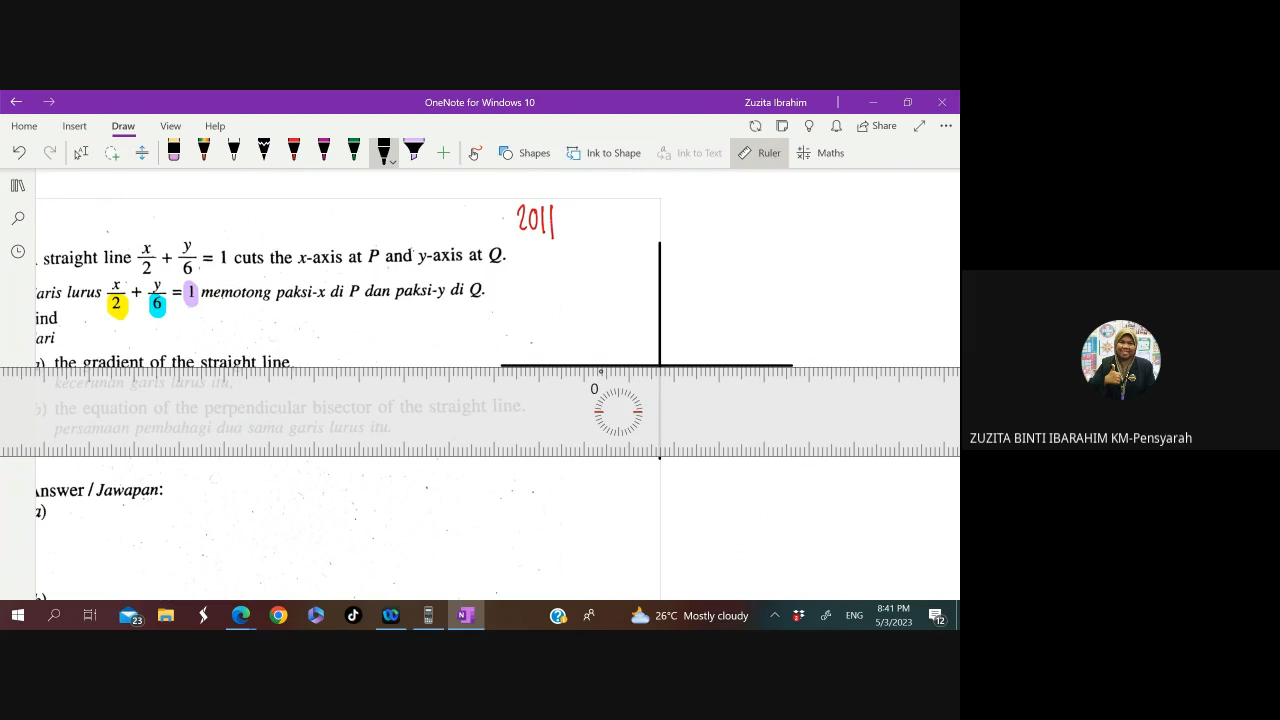 OneNote for Windows 10
Zuzita Ibrahim
Home Insert Draw View Help
Share
Shapes Ink to Shape Ink to Text Ruler Maths
2011
straight line x/2 + y/6 = 1 cuts the x-axis at P and y-axis at Q.
aris lurus x/2 + y/6 = 1 memotong paksi-x di P dan paksi-y di Q.
ind
ari
the gradient of the straight line.
kecerunan garis lurus itu.
b) the equation of the perpendicular bisector of the straight line.
persamaan pembahagi dua sama garis lurus itu.
0
Answer / Jawapan:
a)
ZUZITA BINTI IBARAHIM KM-Pensyarah
23
26°C Mostly cloudy
2
ENG
8:41 PM
5/3/2023
12